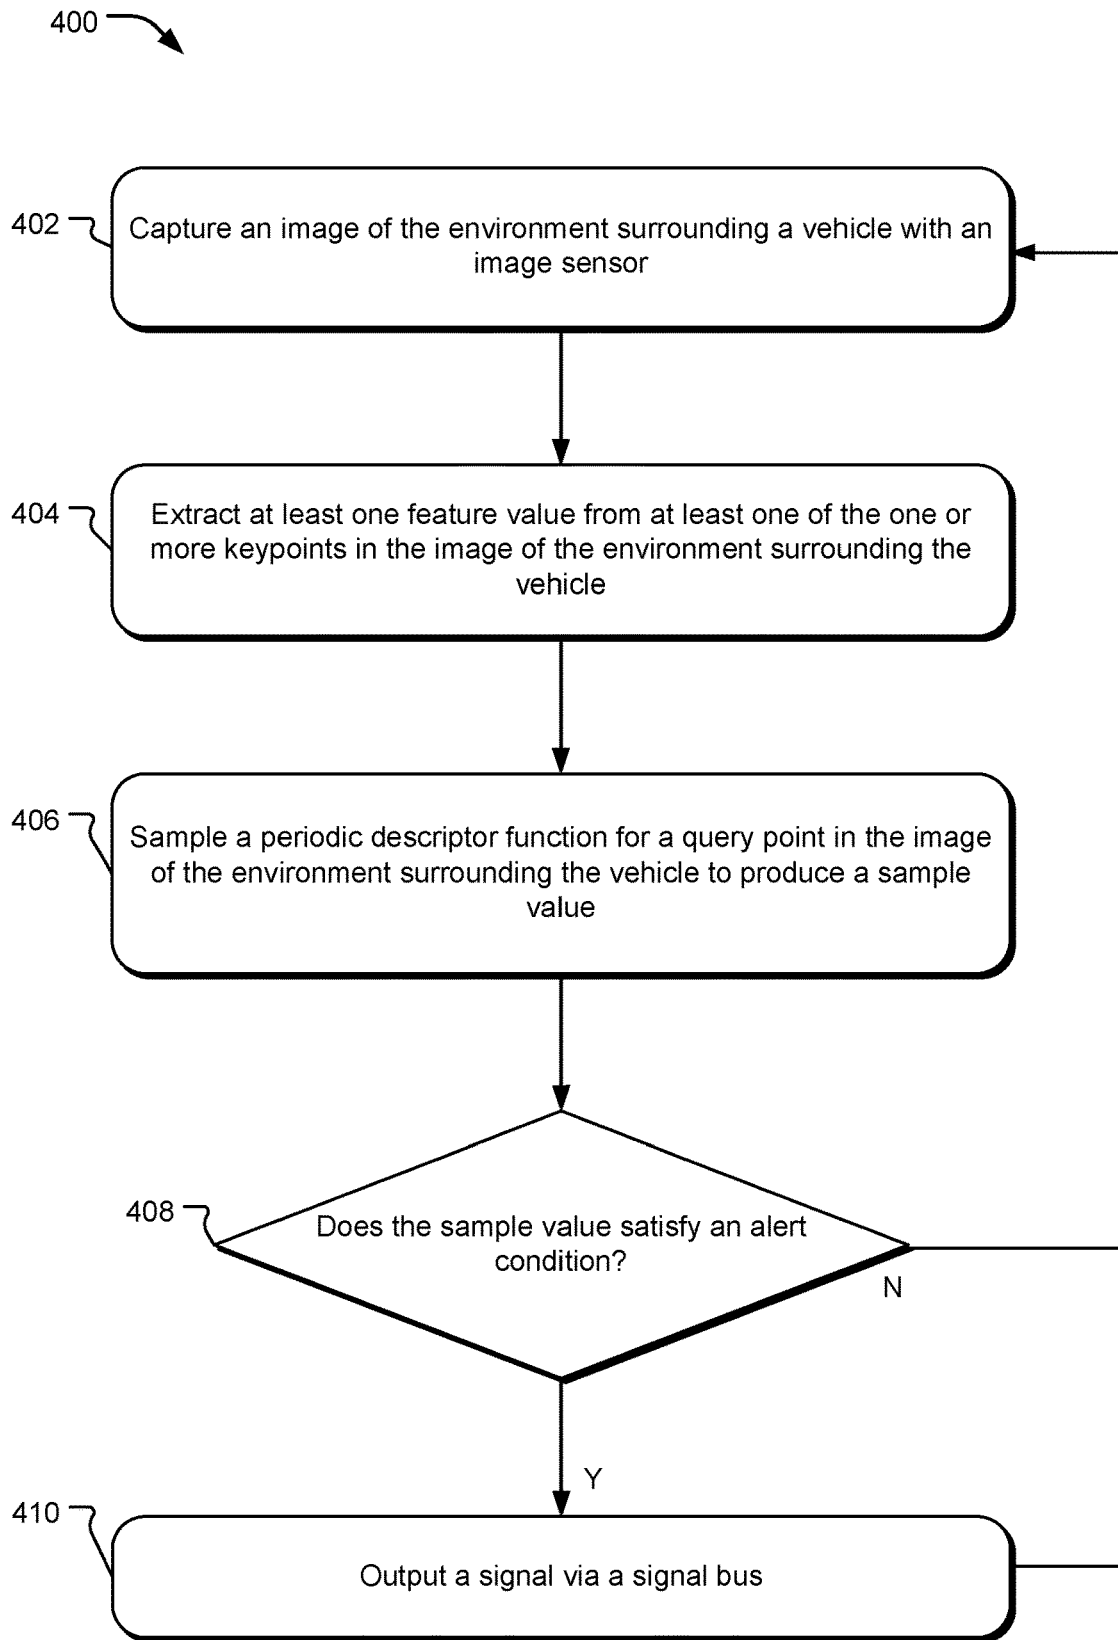 400
402
Capture an image of the environment surrounding a vehicle with an
image sensor
404
Extract at least one feature value from at least one of the one or
more keypoints in the image of the environment surrounding the
vehicle
406
Sample a periodic descriptor function for a query point in the image
of the environment surrounding the vehicle to produce a sample
value
408
Does the sample value satisfy an alert
condition?
N
Y
410
Output a signal via a signal bus